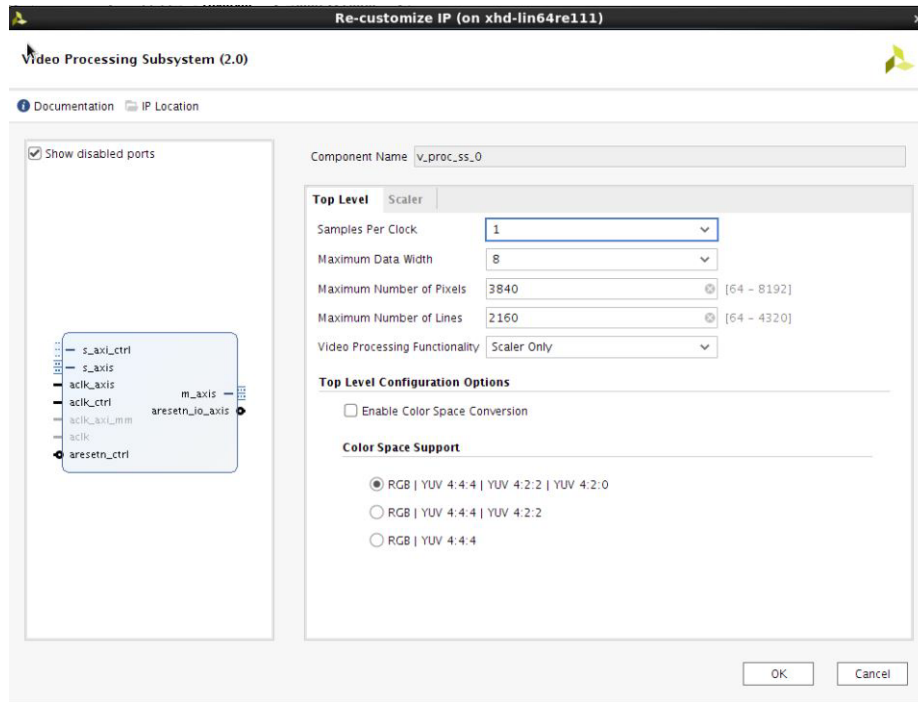 Re-customize IP (on xhd-lin64re111)
Video Processing Subsystem (2.0)
Documentation IP Location
Show disabled ports
s_axi_ctrl
s_axis
aclk_axis
aclk_ctrl
aclk_axi_mm
aclk
aresetn_ctrl
m_axis
aresetn_io_axis
Component Name v_proc_ss_0
Top Level Scaler
Samples Per Clock 1
Maximum Data Width 8
Maximum Number of Pixels 3840 [64 - 8192]
Maximum Number of Lines 2160 [64 - 4320]
Video Processing Functionality Scaler Only
Top Level Configuration Options
Enable Color Space Conversion
Color Space Support
RGB | YUV 4:4:4 | YUV 4:2:2 | YUV 4:2:0
RGB | YUV 4:4:4 | YUV 4:2:2
RGB | YUV 4:4:4
OK Cancel